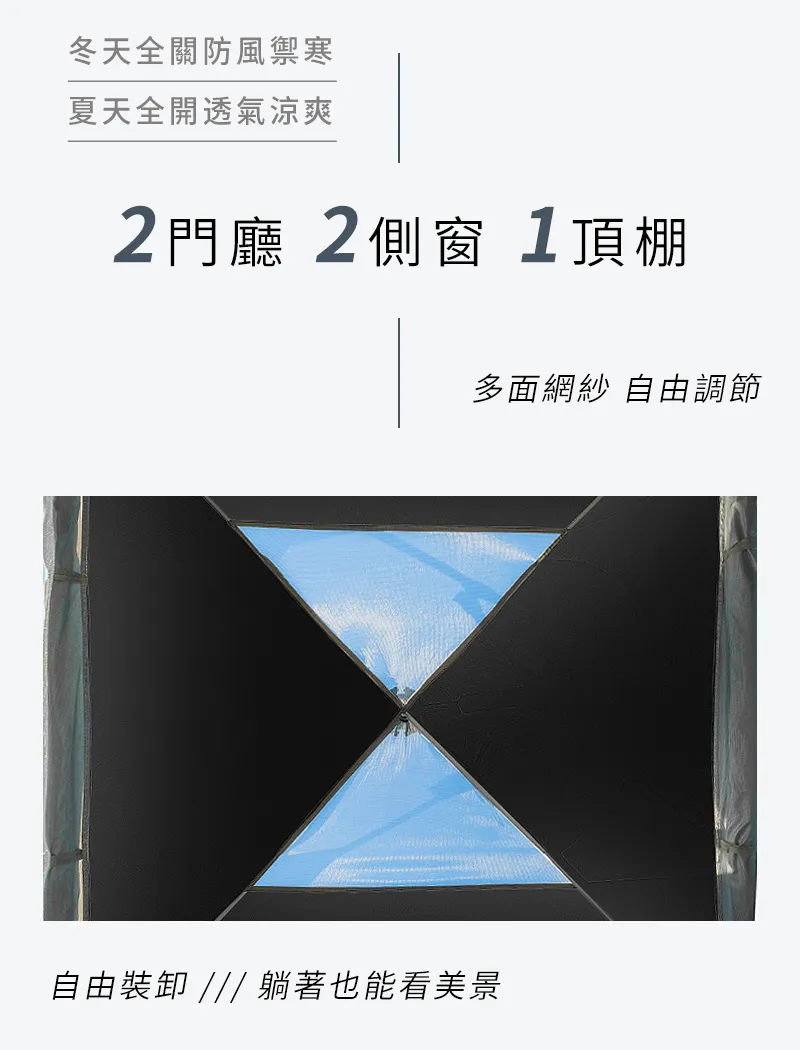 冬天全關防風禦寒
夏天全開透氣涼爽
2門廳 2側窗 1頂棚
多面網紗 自由調節
自由裝卸 /// 躺著也能看美景